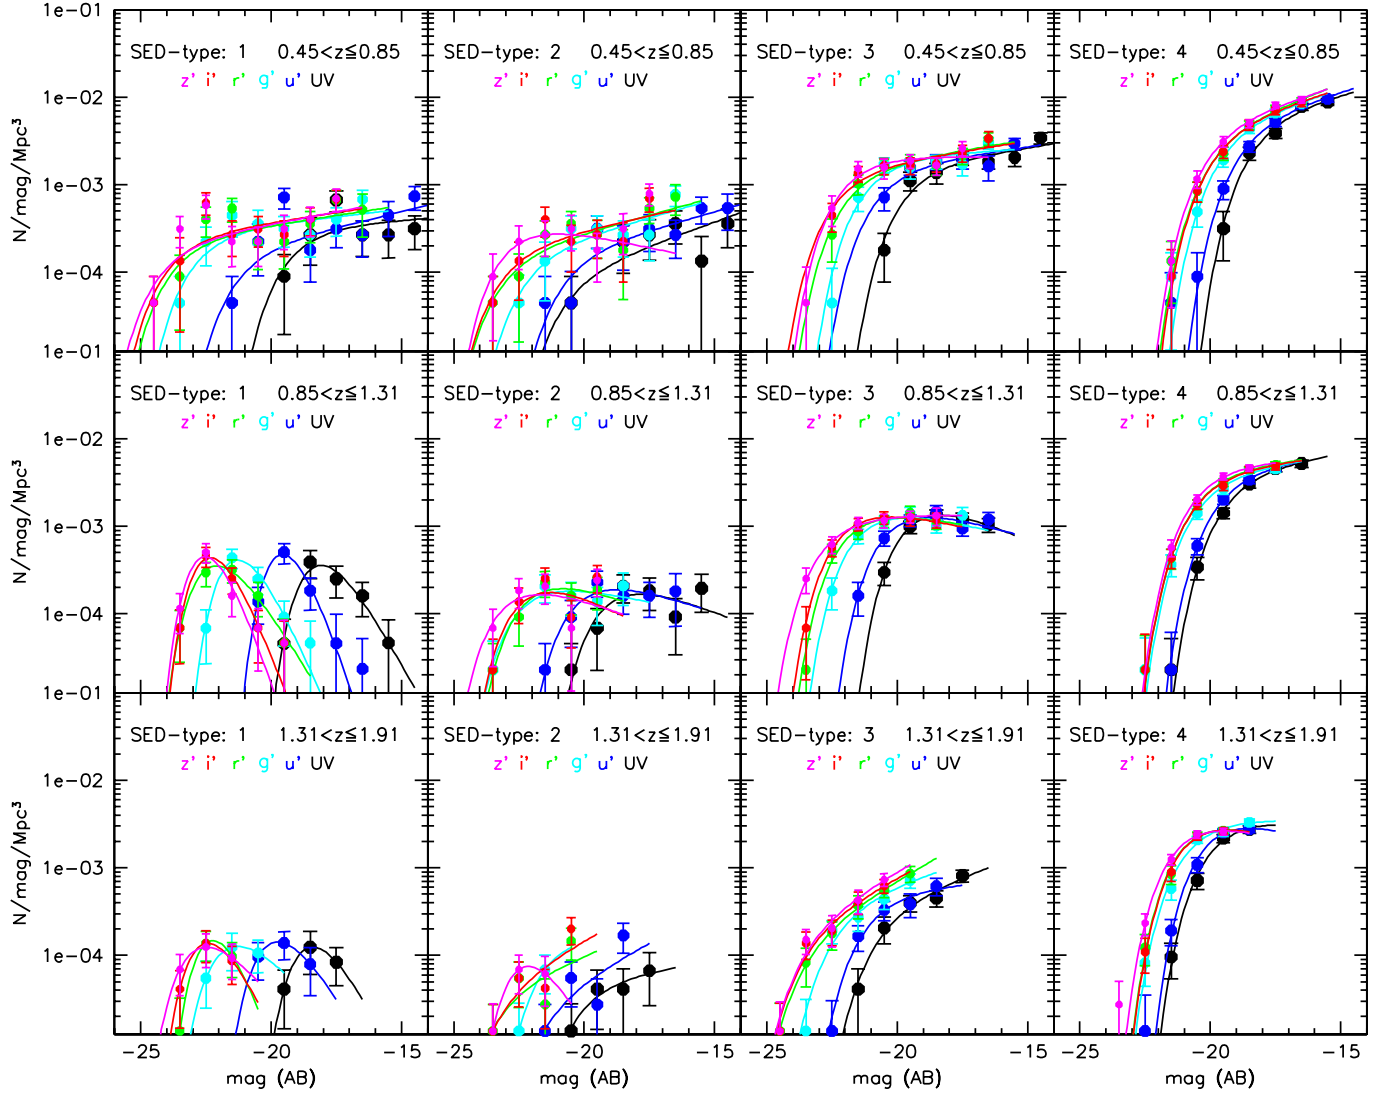 1e−01
SED−type: 1 0.45<z≦0.85
z' i' r' g' u' UV
SED−type: 2 0.45<z≦0.85
z' i' r' g' u' UV
SED−type: 3 0.45<z≦0.85
z' i' r' g' u' UV
SED−type: 4 0.45<z≦0.85
z' i' r' g' u' UV
1e−02
1e−03
1e−04
1e−01
N/mag/Mpc³
SED−type: 1 0.85<z≦1.31
z' i' r' g' u' UV
SED−type: 2 0.85<z≦1.31
z' i' r' g' u' UV
SED−type: 3 0.85<z≦1.31
z' i' r' g' u' UV
SED−type: 4 0.85<z≦1.31
z' i' r' g' u' UV
1e−02
1e−03
1e−04
1e−01
N/mag/Mpc³
SED−type: 1 1.31<z≦1.91
z' i' r' g' u' UV
SED−type: 2 1.31<z≦1.91
z' i' r' g' u' UV
SED−type: 3 1.31<z≦1.91
z' i' r' g' u' UV
SED−type: 4 1.31<z≦1.91
z' i' r' g' u' UV
1e−02
1e−03
1e−04
N/mag/Mpc³
−25 −20 −15 −25 −20 −15 −25 −20 −15 −25 −20 −15
mag (AB) mag (AB) mag (AB) mag (AB)